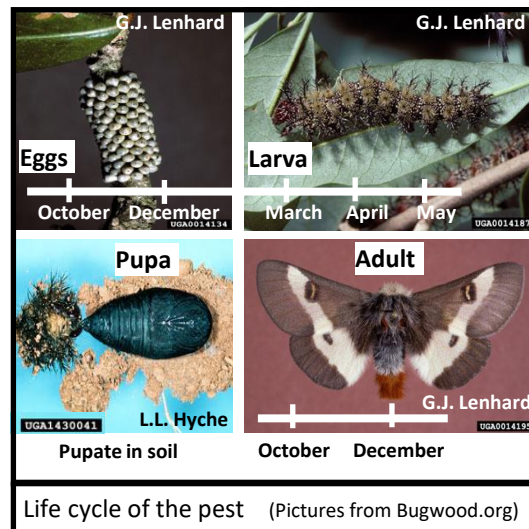 G.J. Lenhard
Eggs
October December
UGA0014134
G.J. Lenhard
Larva
March April May
UGA0014187
Pupa
UGA1430041
L.L. Hyche
Pupate in soil
Adult
G.J. Lenhard
UGA0014195
October December
Life cycle of the pest (Pictures from Bugwood.org)